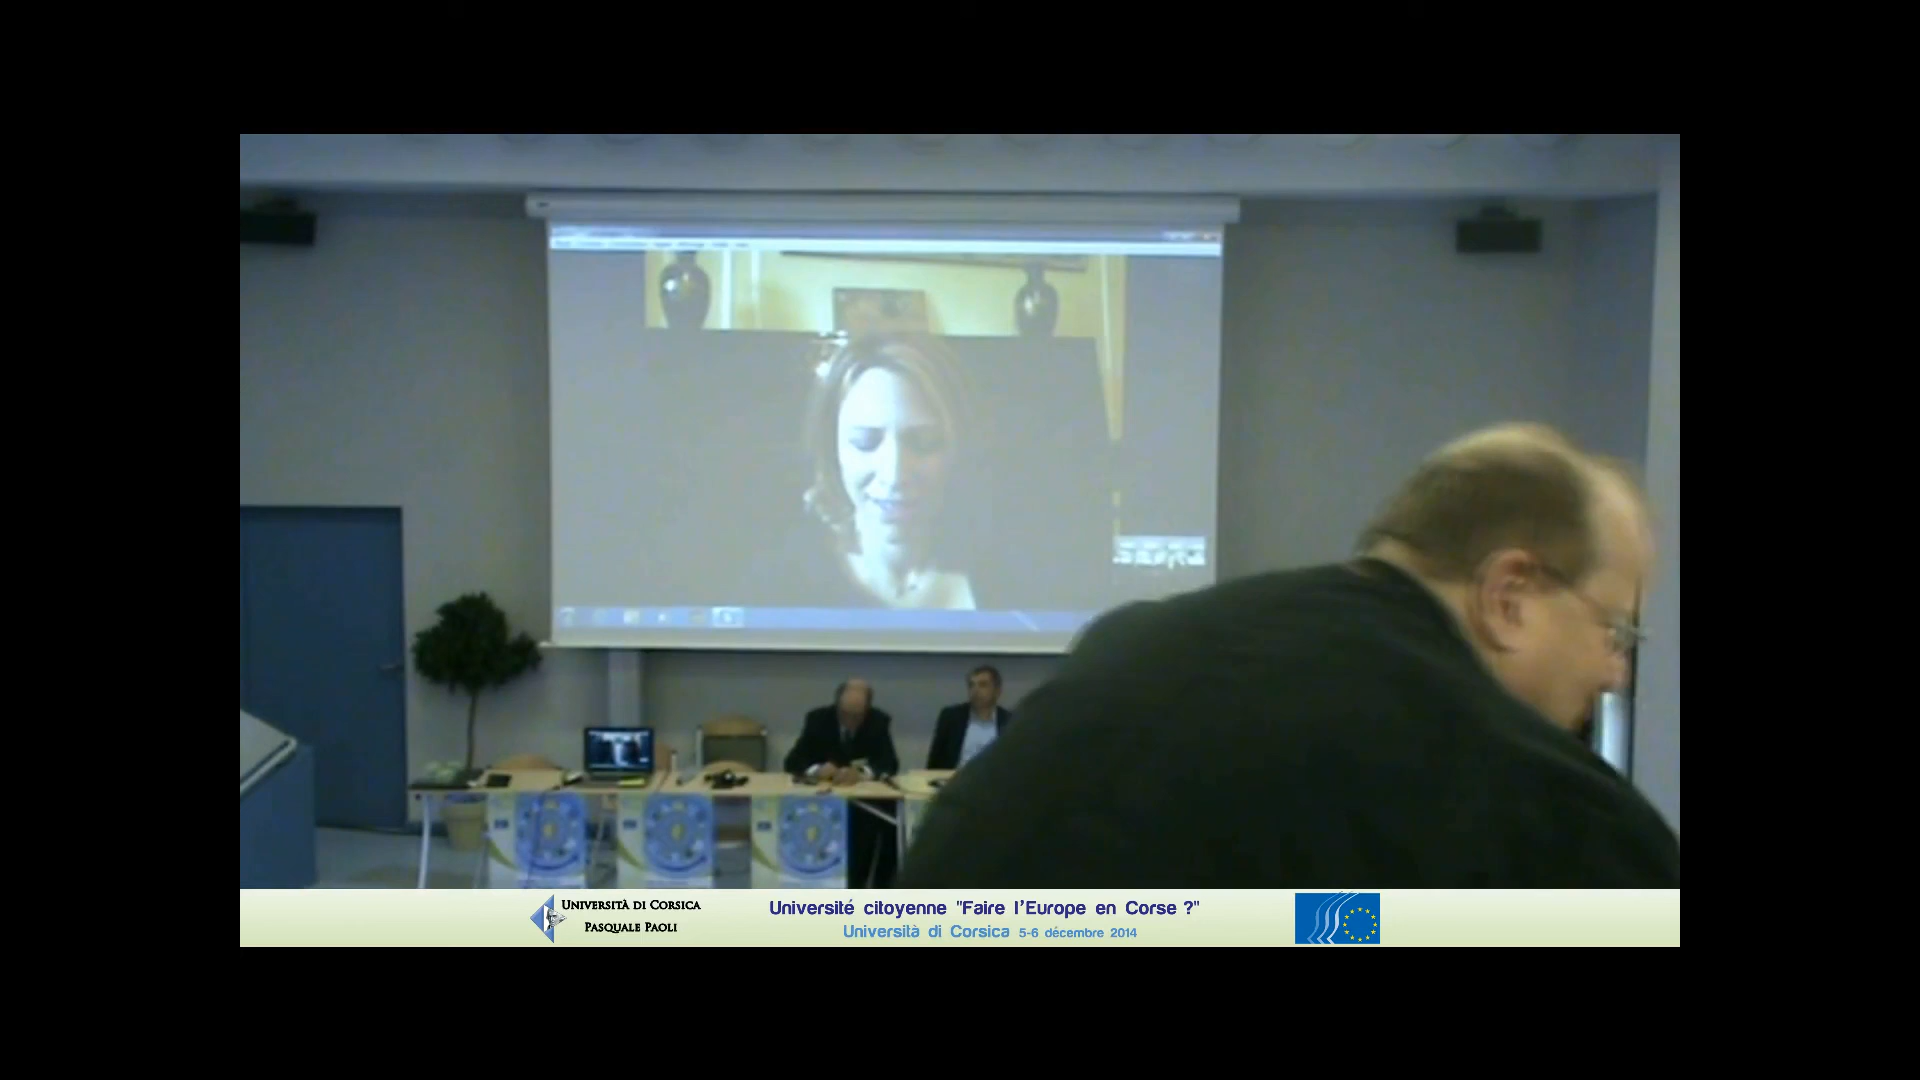 UNIVERSITÀ DI CORSICA
PASQUALE PAOLI
Université citoyenne "Faire l'Europe en Corse ?"
Università di Corsica 5-6 décembre 2014